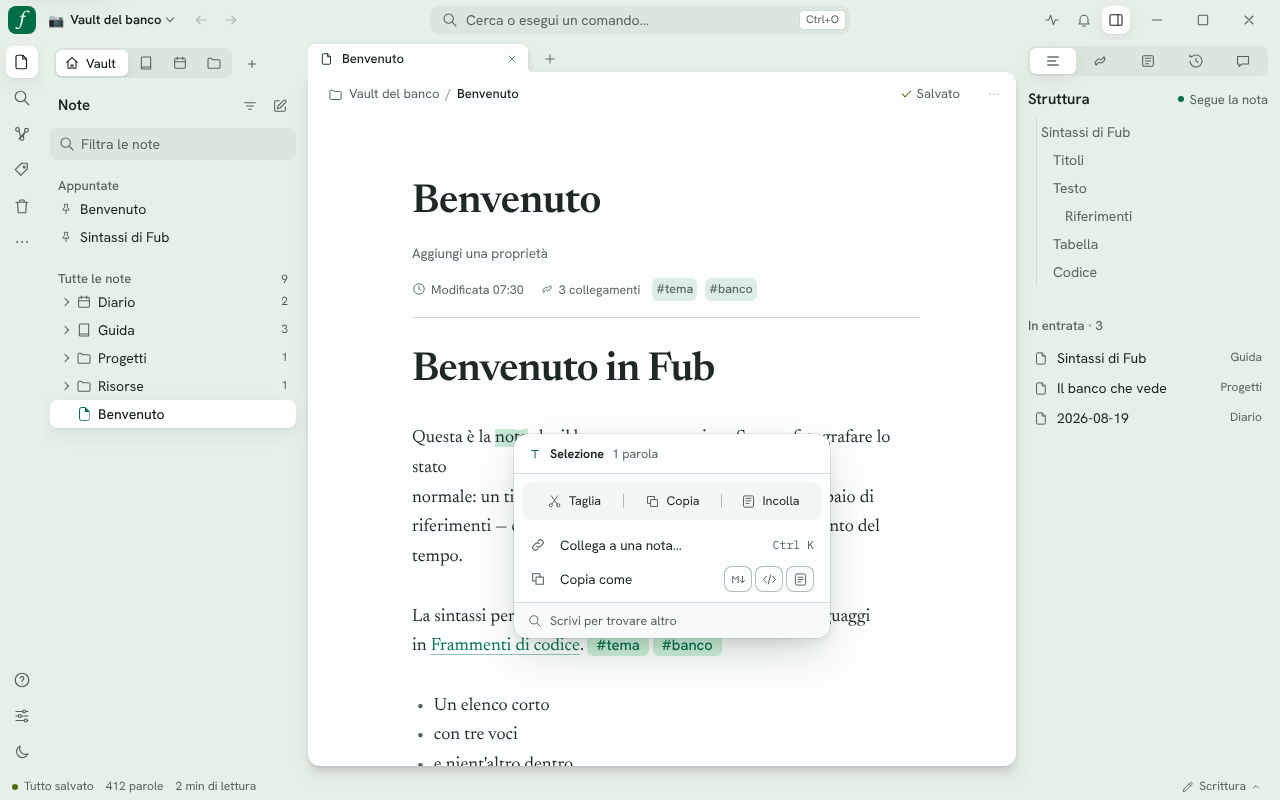 Vault del banco
Cerca o esegui un comando…
Ctrl+O
Vault
Note
Filtra le note
Appuntate
Benvenuto
Sintassi di Fub
Tutte le note 9
Diario 2
Guida 3
Progetti 1
Risorse 1
Benvenuto
Tutto salvato 412 parole 2 min di lettura
Benvenuto
Vault del banco / Benvenuto
Salvato
Benvenuto
Aggiungi una proprietà
Modificata 07:30 3 collegamenti #tema #banco
Benvenuto in Fub
Questa è la
stato
normale: un
riferimenti –
tempo.
La sintassi
in Frammenti di codice. #tema #banco
Un elenco corto
con tre voci
e nient'altro dentro
Selezione 1 parola
Taglia
Copia
Incolla
Collega a una nota… Ctrl K
Copia come M↓ </>
Scrivi per trovare altro
Struttura
Segue la nota
Sintassi di Fub
Titoli
Testo
Riferimenti
Tabella
Codice
In entrata · 3
Sintassi di Fub Guida
Il banco che vede Progetti
2026-08-19 Diario
Scrittura